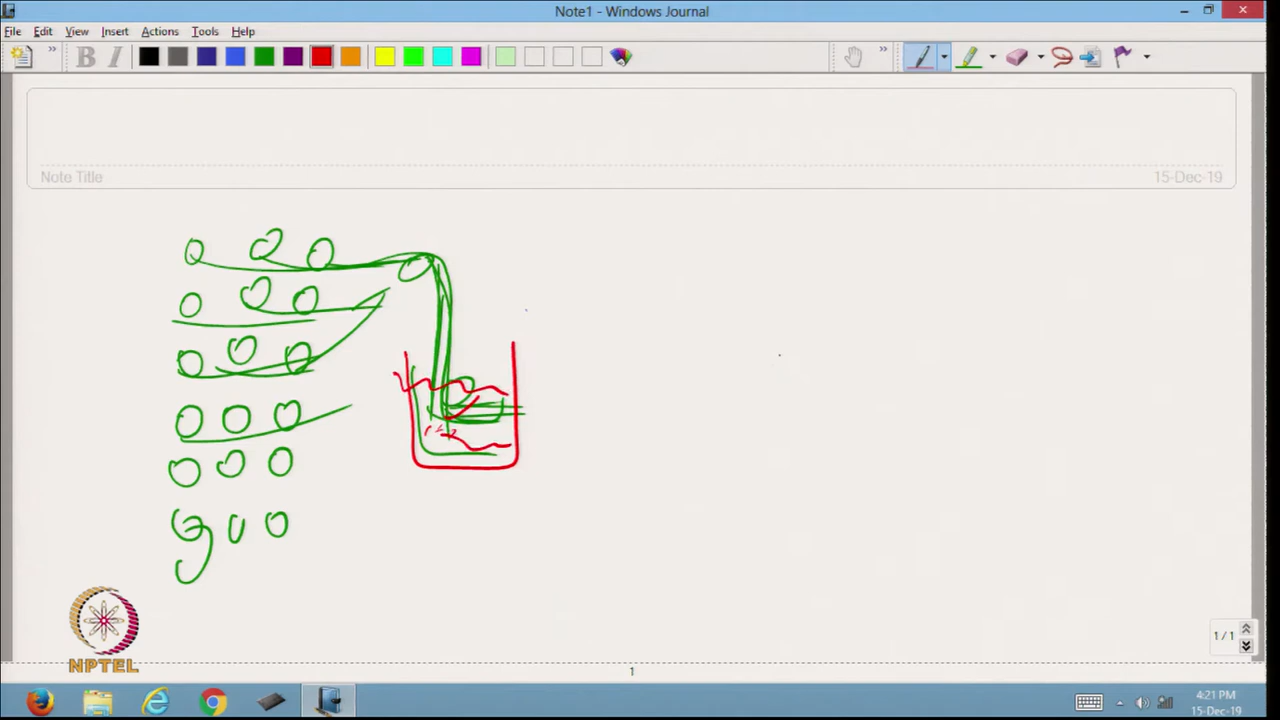 Note1 - Windows Journal
File Edit View Insert Actions Tools Help
B I
Note Title
15-Dec-19
1 / 1
NPTEL
1
4:21 PM
15-Dec-19